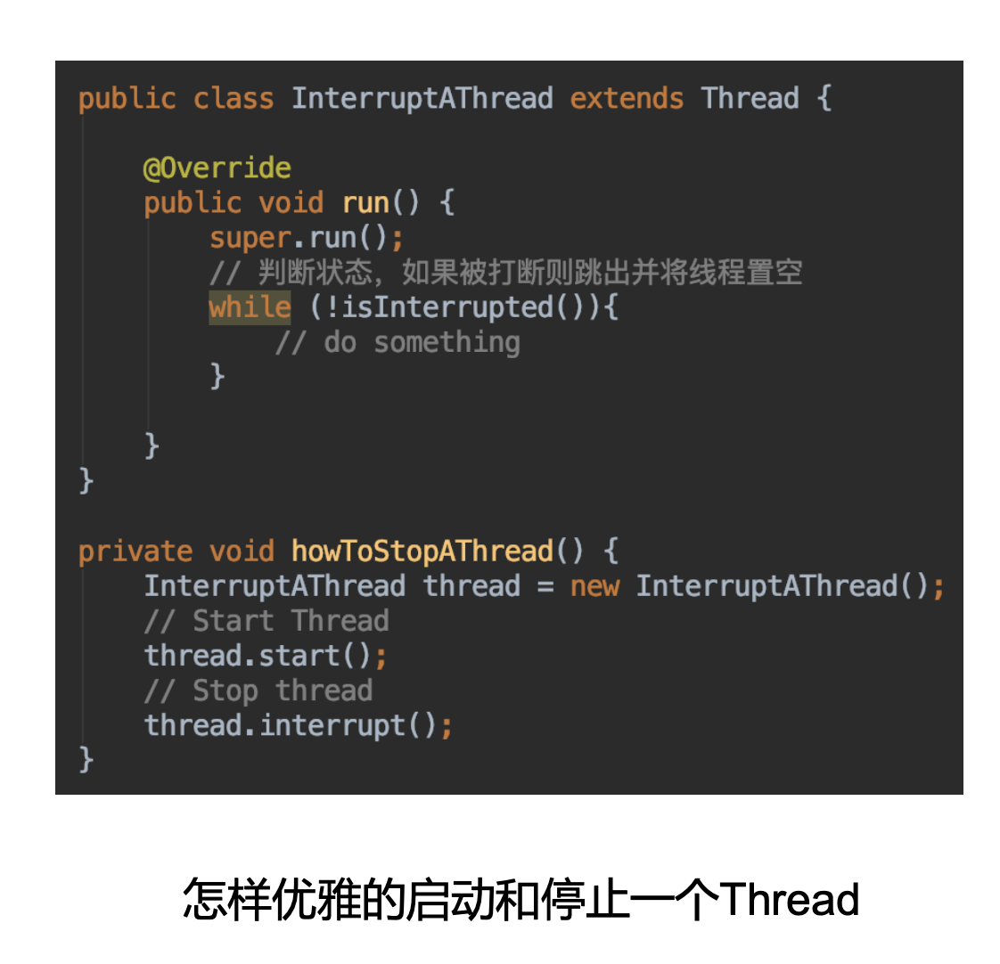 public class InterruptAThread extends Thread {
@Override
public void run() {
super.run();
// 判断状态，如果被打断则跳出并将线程置空
while (!isInterrupted()){
// do something
}
}
}
private void howToStopAThread() {
InterruptAThread thread = new InterruptAThread();
// Start Thread
thread.start();
// Stop thread
thread.interrupt();
}
怎样优雅的启动和停止一个Thread